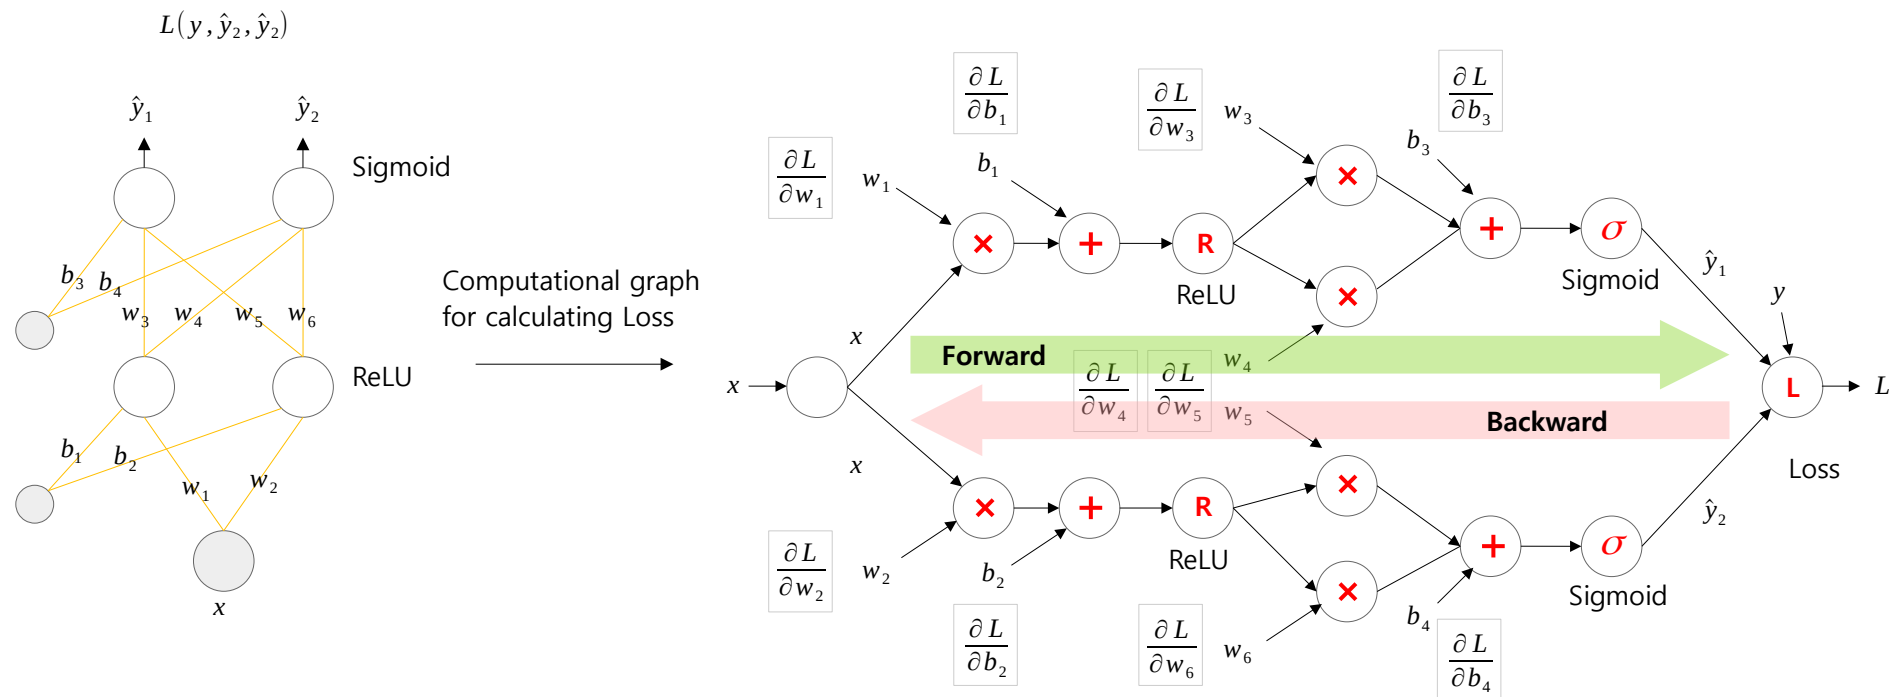 L(y, ŷ₂, ŷ₂)
ŷ₁
ŷ₂
Sigmoid
b₃
b₄
w₃
w₄
w₅
w₆
ReLU
b₁
b₂
w₁
w₂
x
Computational graph
for calculating Loss
∂L/∂w₁
w₁
∂L/∂b₁
b₁
∂L/∂w₃
w₃
∂L/∂b₃
b₃
×
+
R
ReLU
×
×
+
σ
Sigmoid
ŷ₁
y
x
Forward
w₄
x
∂L/∂w₄
∂L/∂w₅
w₅
Backward
L
L
Loss
x
×
+
R
ReLU
×
×
+
σ
Sigmoid
ŷ₂
∂L/∂w₂
w₂
b₂
∂L/∂b₂
∂L/∂w₆
w₆
b₄
∂L/∂b₄